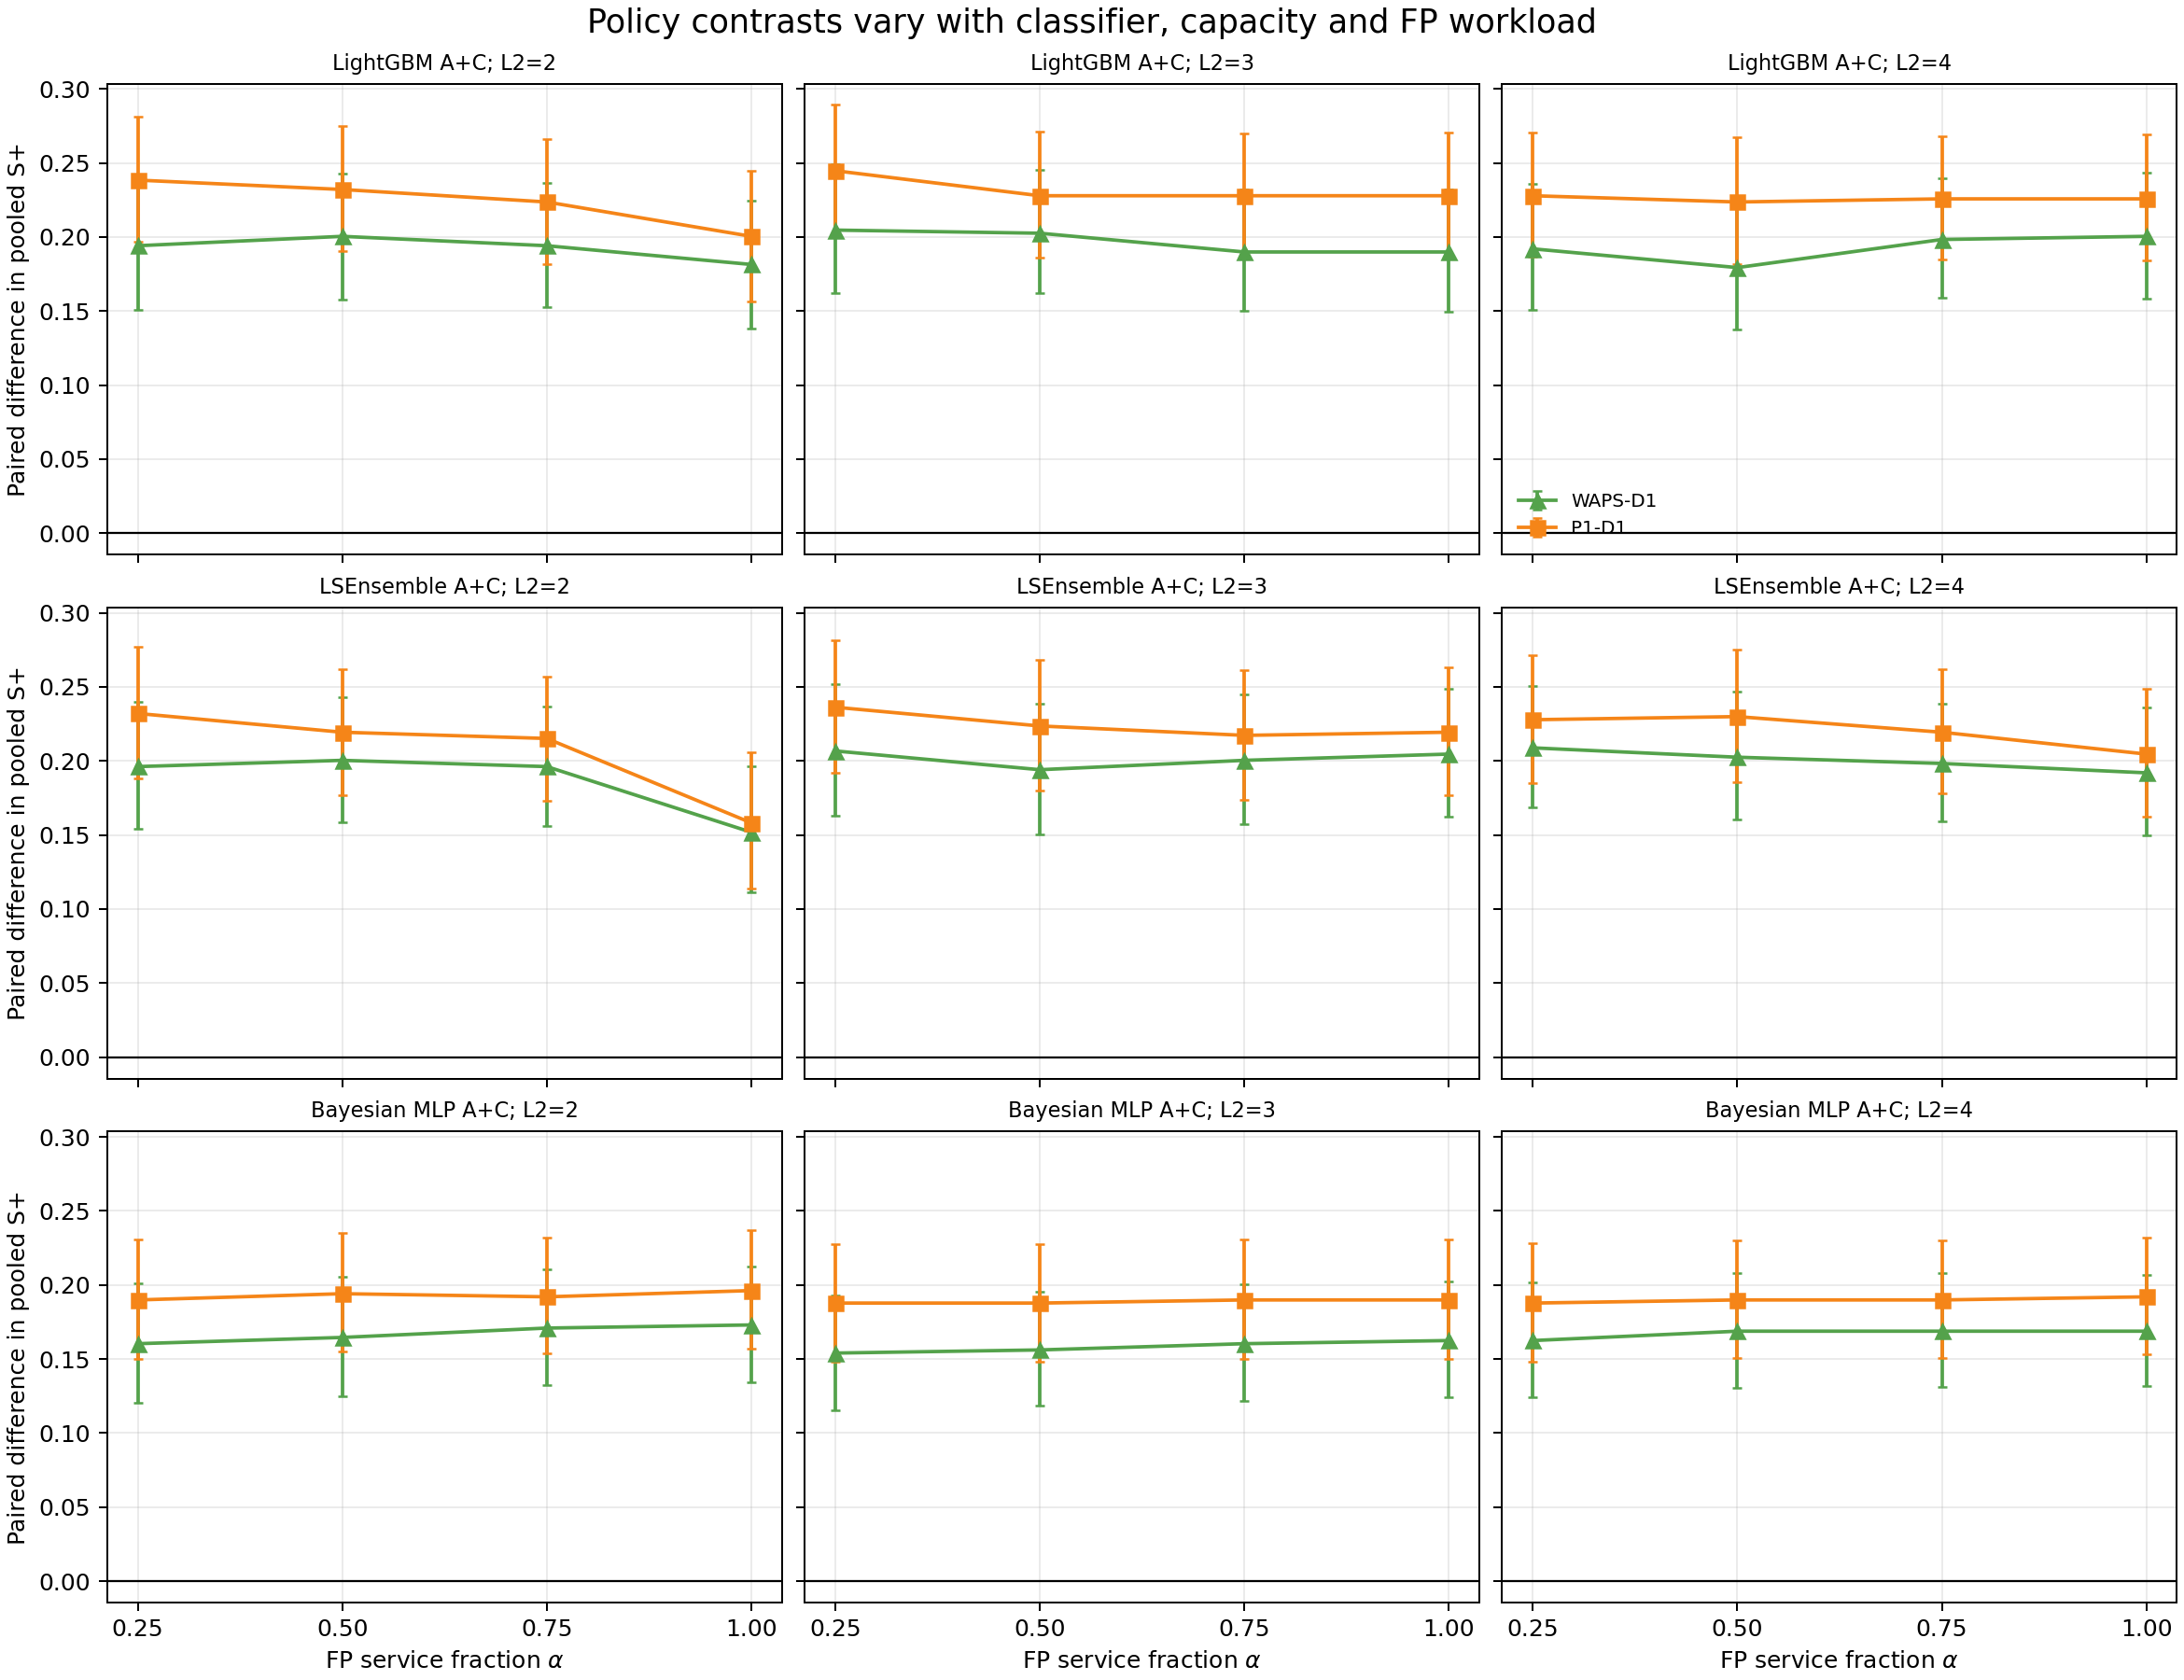 Policy contrasts vary with classifier, capacity and FP workload
LightGBM A+C; L2=2
LightGBM A+C; L2=3
LightGBM A+C; L2=4
Paired difference in pooled S+
0.30
0.25
0.20
0.15
0.10
0.05
0.00
WAPS-D1
P1-D1
LSEnsemble A+C; L2=2
LSEnsemble A+C; L2=3
LSEnsemble A+C; L2=4
Paired difference in pooled S+
0.30
0.25
0.20
0.15
0.10
0.05
0.00
Bayesian MLP A+C; L2=2
Bayesian MLP A+C; L2=3
Bayesian MLP A+C; L2=4
Paired difference in pooled S+
0.30
0.25
0.20
0.15
0.10
0.05
0.00
0.25 0.50 0.75 1.00
0.25 0.50 0.75 1.00
0.25 0.50 0.75 1.00
FP service fraction α
FP service fraction α
FP service fraction α